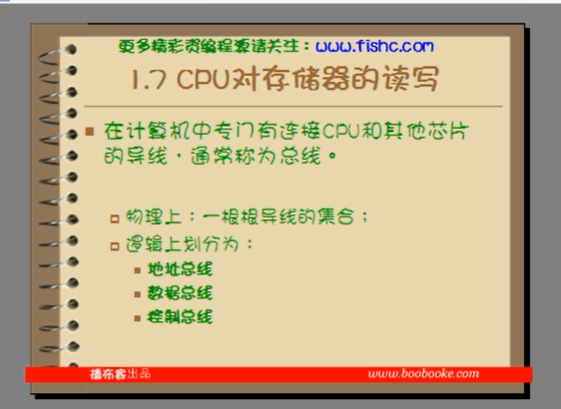 更多精彩资编程邀请关注：www.fishc.com
1.7 CPU对存储器的读写
在计算机中专门有连接CPU和其他芯片
的导线，通常称为总线。
物理上：一根根导线的集合；
逻辑上划分为：
地址总线
数据总线
控制总线
播布客出品 www.boobooke.com